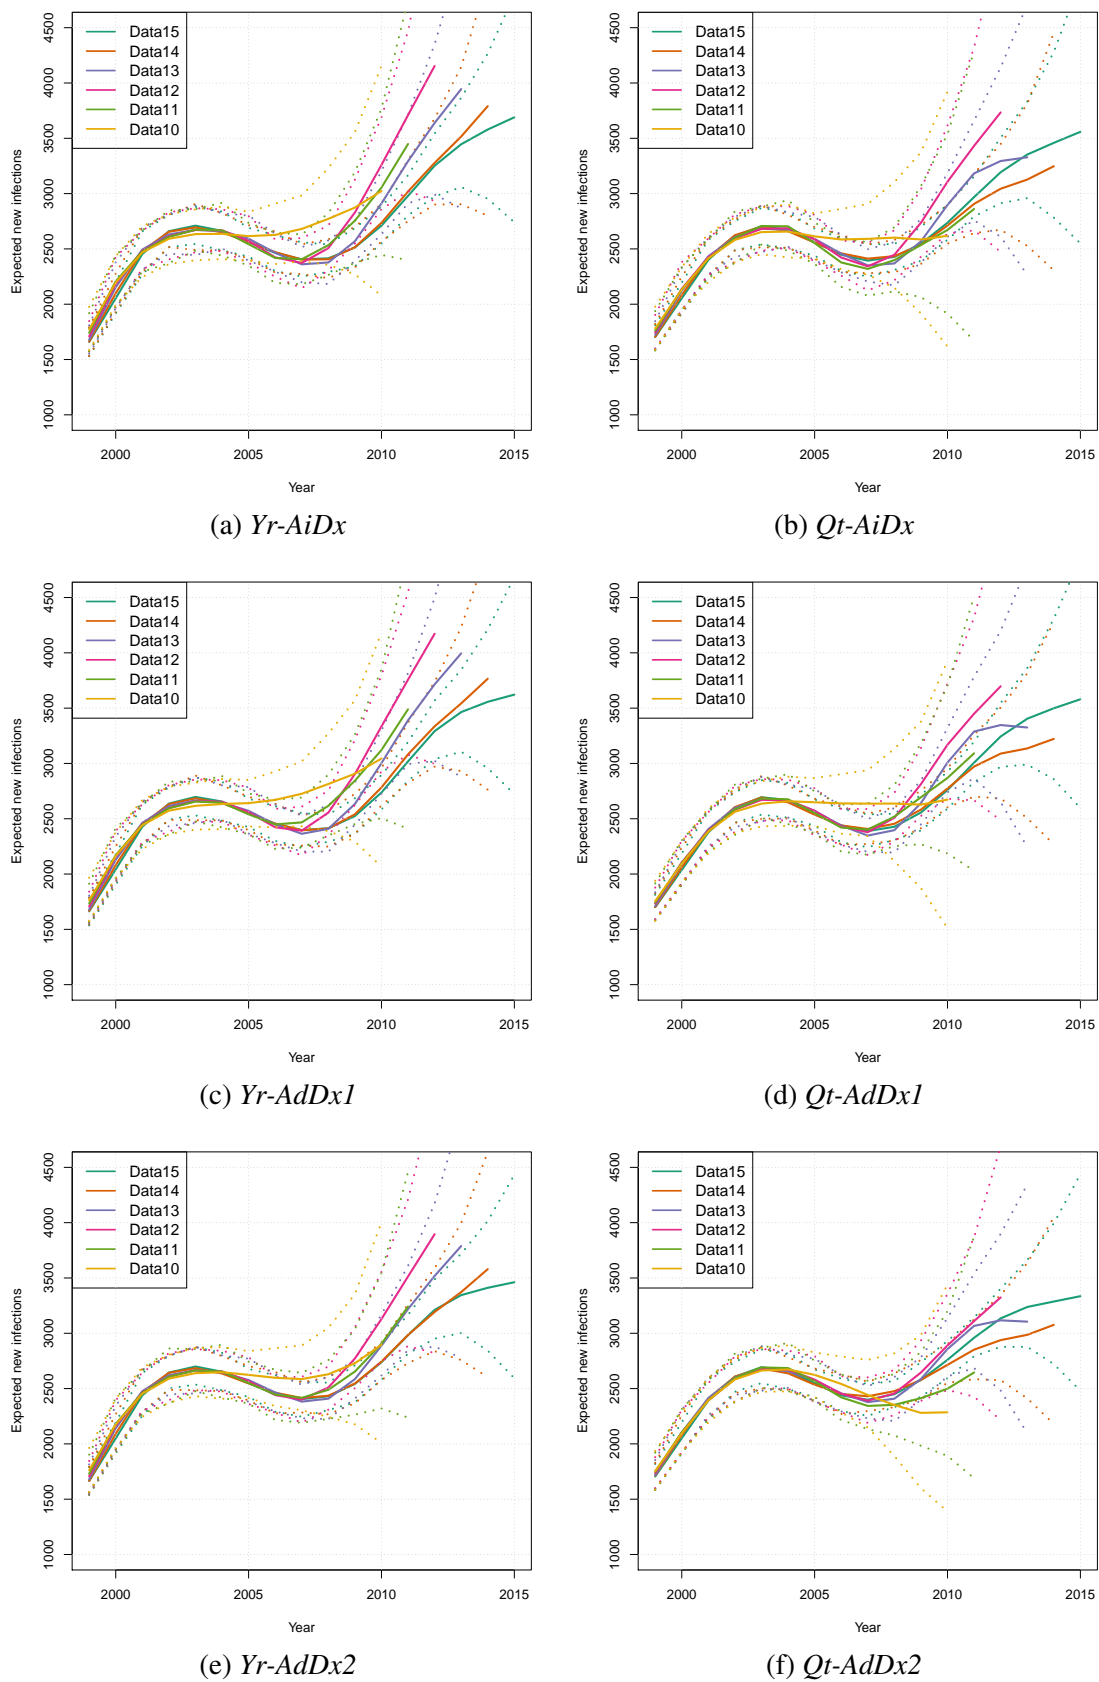 Expected new infections
1000 1500 2000 2500 3000 3500 4000 4500
Data15
Data14
Data13
Data12
Data11
Data10
2000 2005 2010 2015
Year
(a) Yr-AiDx
Expected new infections
1000 1500 2000 2500 3000 3500 4000 4500
Data15
Data14
Data13
Data12
Data11
Data10
2000 2005 2010 2015
Year
(b) Qt-AiDx
Expected new infections
1000 1500 2000 2500 3000 3500 4000 4500
Data15
Data14
Data13
Data12
Data11
Data10
2000 2005 2010 2015
Year
(c) Yr-AdDx1
Expected new infections
1000 1500 2000 2500 3000 3500 4000 4500
Data15
Data14
Data13
Data12
Data11
Data10
2000 2005 2010 2015
Year
(d) Qt-AdDx1
Expected new infections
1000 1500 2000 2500 3000 3500 4000 4500
Data15
Data14
Data13
Data12
Data11
Data10
2000 2005 2010 2015
Year
(e) Yr-AdDx2
Expected new infections
1000 1500 2000 2500 3000 3500 4000 4500
Data15
Data14
Data13
Data12
Data11
Data10
2000 2005 2010 2015
Year
(f) Qt-AdDx2